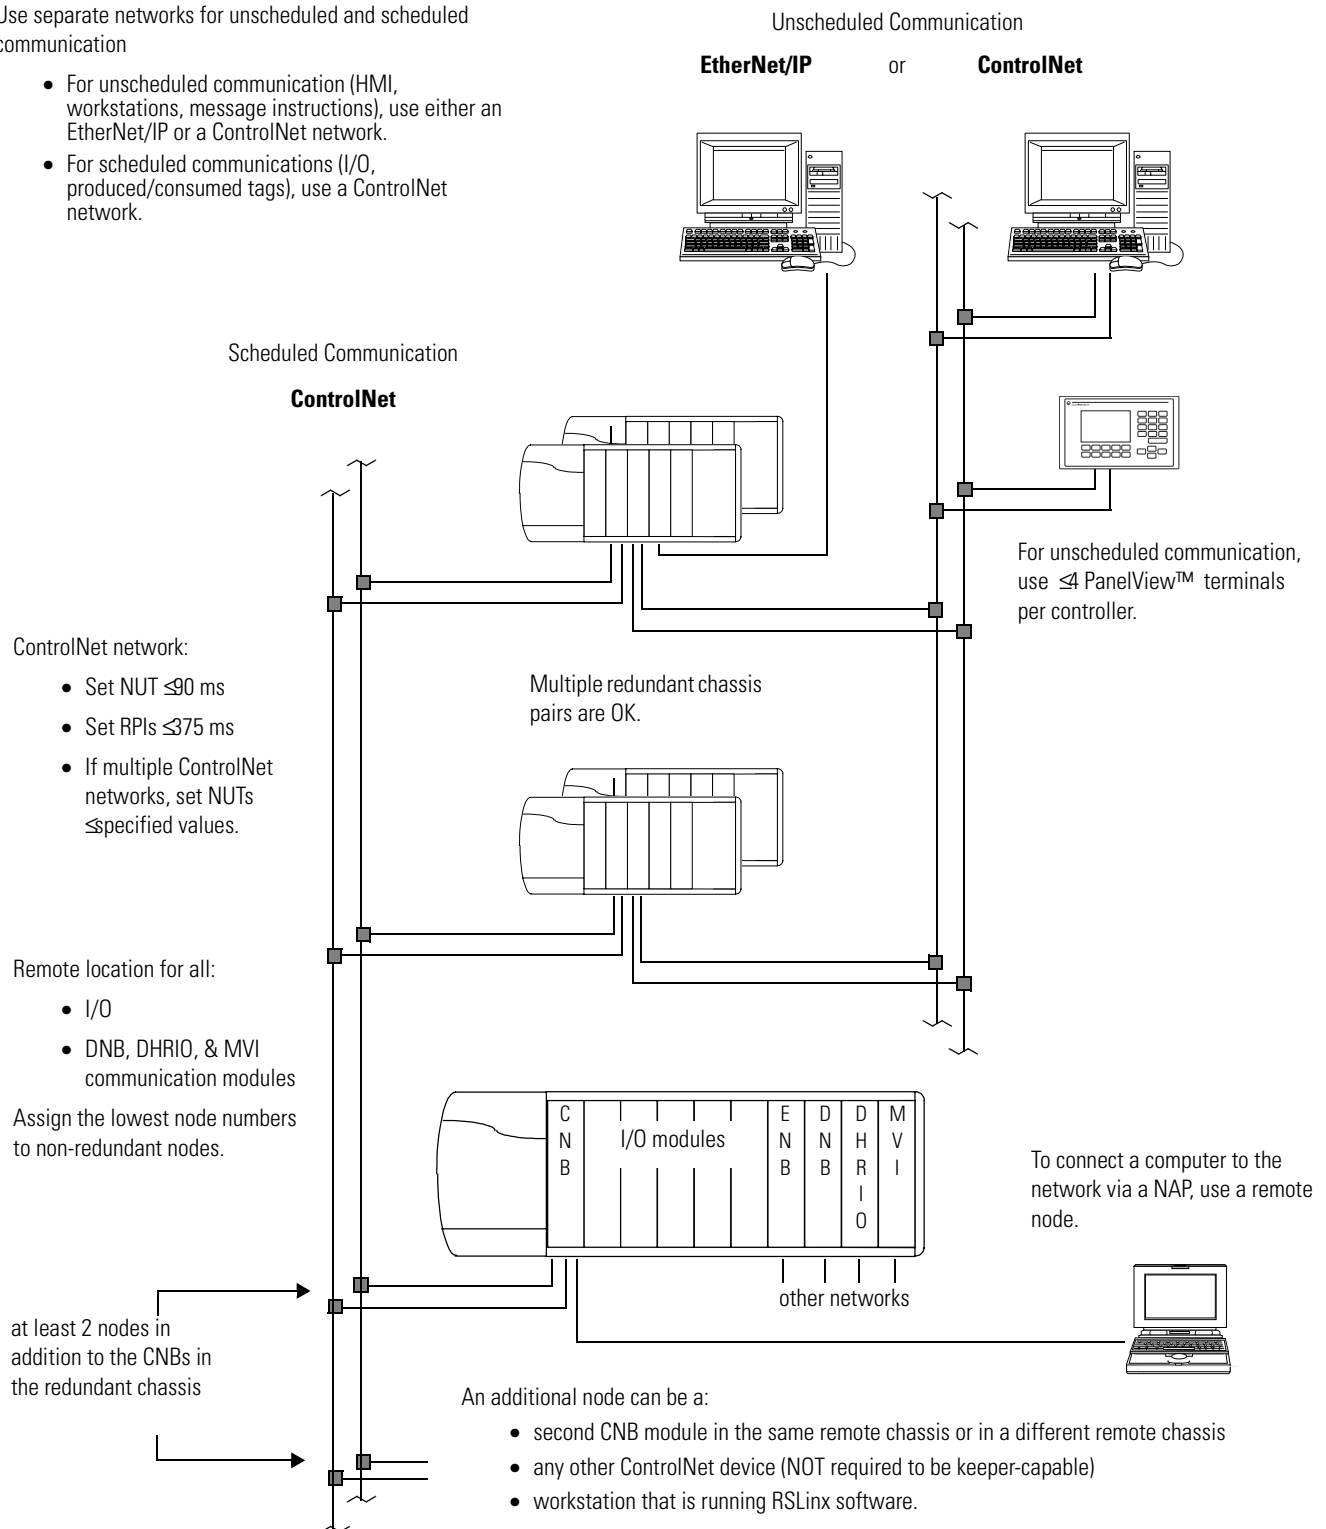 Use separate networks for unscheduled and scheduled
communication
• For unscheduled communication (HMI,
workstations, message instructions), use either an
EtherNet/IP or a ControlNet network.
• For scheduled communications (I/O,
produced/consumed tags), use a ControlNet
network.
Unscheduled Communication
EtherNet/IP or ControlNet
Scheduled Communication
ControlNet
For unscheduled communication,
use ≤4 PanelView™ terminals
per controller.
ControlNet network:
• Set NUT ≤90 ms
• Set RPIs ≤375 ms
• If multiple ControlNet
networks, set NUTs
≤specified values.
Multiple redundant chassis
pairs are OK.
Remote location for all:
• I/O
• DNB, DHRIO, & MVI
communication modules
Assign the lowest node numbers
to non-redundant nodes.
CNB
I/O modules
ENB
DNB
DHRIO
MVI
other networks
To connect a computer to the
network via a NAP, use a remote
node.
at least 2 nodes in
addition to the CNBs in
the redundant chassis
An additional node can be a:
• second CNB module in the same remote chassis or in a different remote chassis
• any other ControlNet device (NOT required to be keeper-capable)
• workstation that is running RSLinx software.